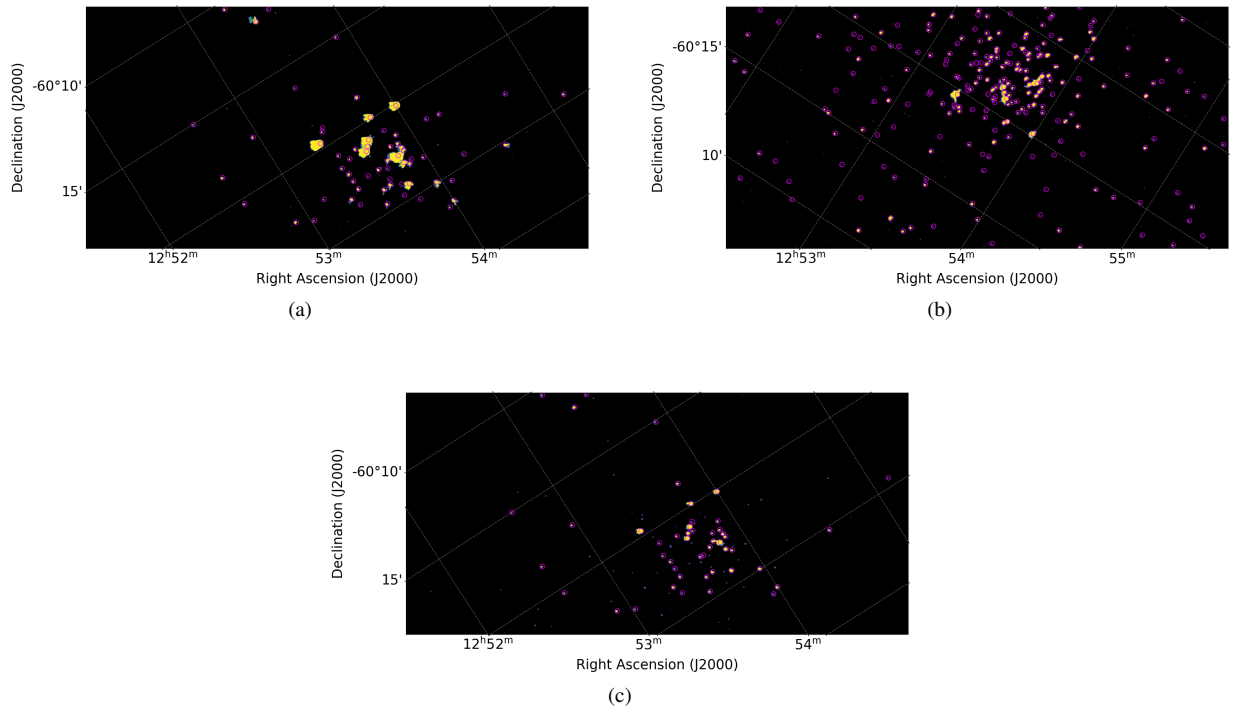 -60°10'
15'
Declination (J2000)
12ʰ52ᵐ
53ᵐ
54ᵐ
Right Ascension (J2000)
(a)
-60°15'
10'
Declination (J2000)
12ʰ53ᵐ
54ᵐ
55ᵐ
Right Ascension (J2000)
(b)
-60°10'
15'
Declination (J2000)
12ʰ52ᵐ
53ᵐ
54ᵐ
Right Ascension (J2000)
(c)